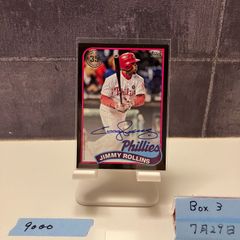 Phillies
JIMMY ROLLINS
9000
Box 3
7月29日